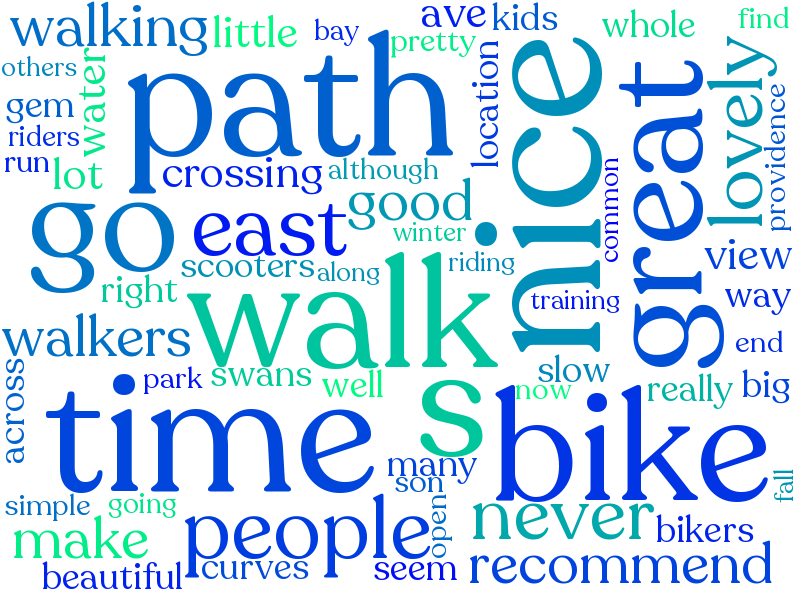 walking
little
bay
ave
kids
whole
find
others
water
path
pretty
location
nice
great
lovely
gem
riders
run
lot
crossing
although
providence
common
go
east
good
winter
view
scooters
along
riding
right
walk
training
way
walkers
end
slow
across
park
swans
well
s
now
really
big
time
bike
many
son
simple
going
people
open
never
bikers
fall
make
beautiful
curves
seem
recommend